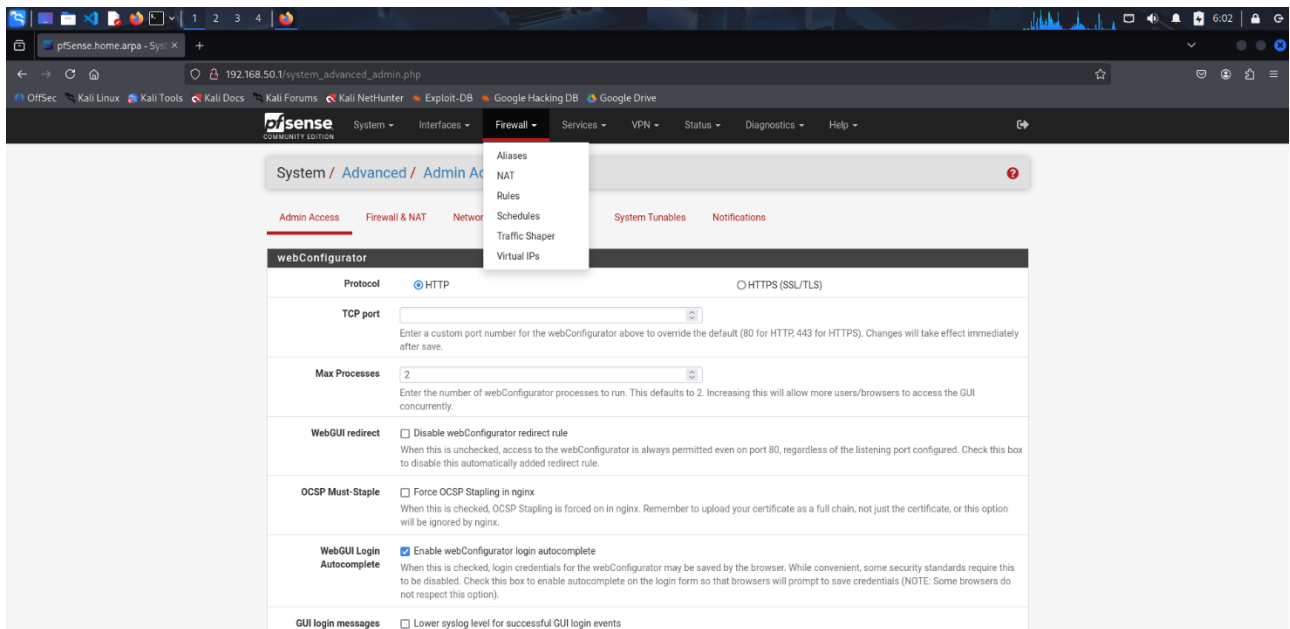 1 2 3 4
6:02
pfSense.home.arpa - Syst
192.168.50.1/system_advanced_admin.php
OffSec Kali Linux Kali Tools Kali Docs Kali Forums Kali NetHunter Exploit-DB Google Hacking DB Google Drive
pfsense System Interfaces Firewall Services VPN Status Diagnostics Help
COMMUNITY EDITION
Aliases
NAT
Rules
Schedules
Traffic Shaper
Virtual IPs
System / Advanced / Admin Ac
Admin Access Firewall & NAT Networ System Tunables Notifications
webConfigurator
Protocol HTTP HTTPS (SSL/TLS)
TCP port
Enter a custom port number for the webConfigurator above to override the default (80 for HTTP, 443 for HTTPS). Changes will take effect immediately
after save.
Max Processes 2
Enter the number of webConfigurator processes to run. This defaults to 2. Increasing this will allow more users/browsers to access the GUI
concurrently.
WebGUI redirect Disable webConfigurator redirect rule
When this is unchecked, access to the webConfigurator is always permitted even on port 80, regardless of the listening port configured. Check this box
to disable this automatically added redirect rule.
OCSP Must-Staple Force OCSP Stapling in nginx
When this is checked, OCSP Stapling is forced on in nginx. Remember to upload your certificate as a full chain, not just the certificate, or this option
will be ignored by nginx.
WebGUI Login Enable webConfigurator login autocomplete
Autocomplete
When this is checked, login credentials for the webConfigurator may be saved by the browser. While convenient, some security standards require this
to be disabled. Check this box to enable autocomplete on the login form so that browsers will prompt to save credentials (NOTE: Some browsers do
not respect this option).
GUI login messages Lower syslog level for successful GUI login events